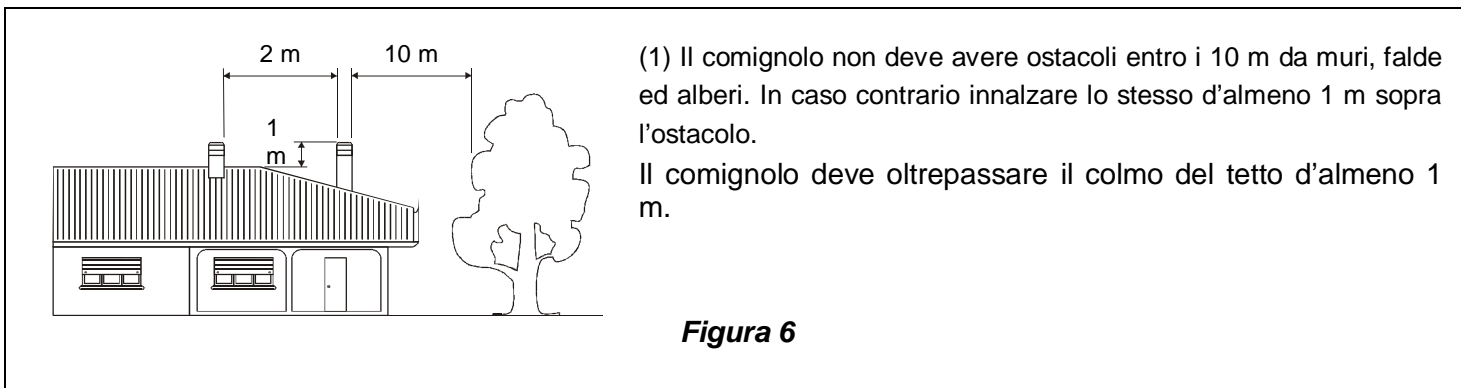 2 m
10 m
1
m
(1) Il comignolo non deve avere ostacoli entro i 10 m da muri, falde
ed alberi. In caso contrario innalzare lo stesso d’almeno 1 m sopra
l’ostacolo.
Il comignolo deve oltrepassare il colmo del tetto d’almeno 1
m.
Figura 6